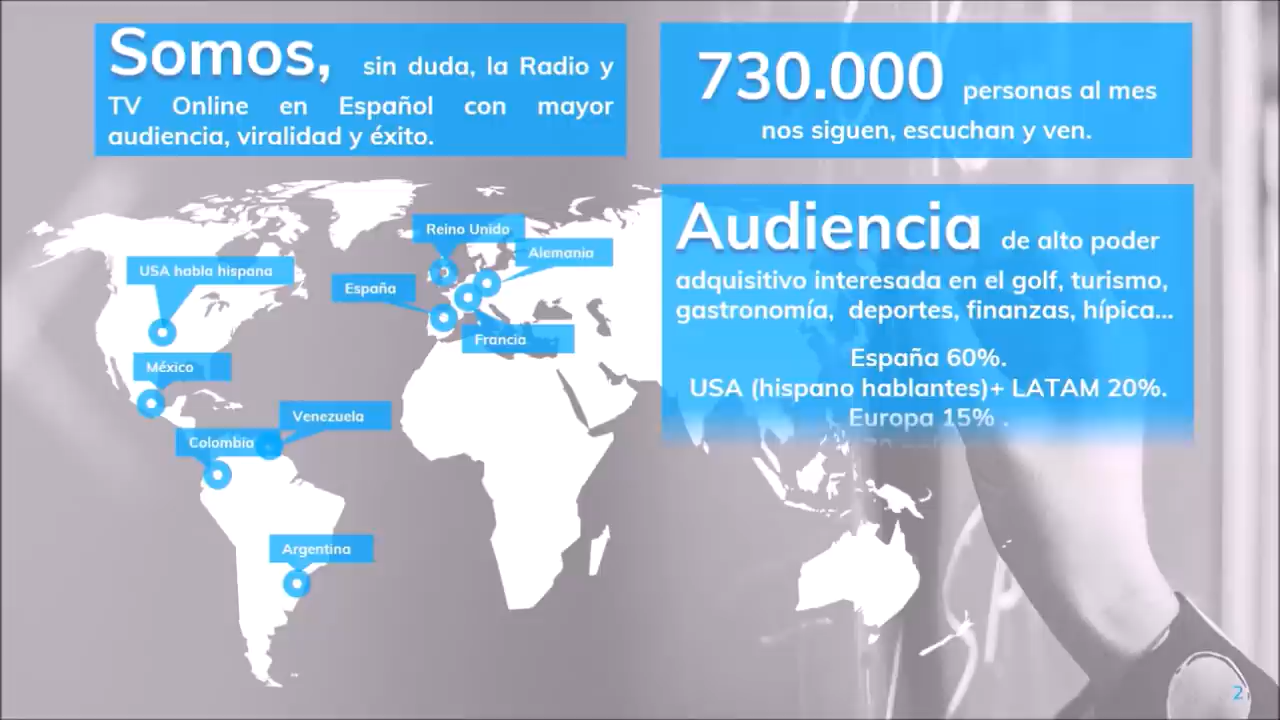 Somos, sin duda, la Radio y
TV Online en Español con mayor
audiencia, viralidad y éxito.
730.000 personas al mes
nos siguen, escuchan y ven.
Audiencia de alto poder
adquisitivo interesada en el golf, turismo,
gastronomía, deportes, finanzas, hípica...
España 60%.
USA (hispano hablantes)+ LATAM 20%.
Europa 15% .
Reino Unido
Alemania
USA habla hispana
España
Francia
México
Venezuela
Colombia
Argentina
2